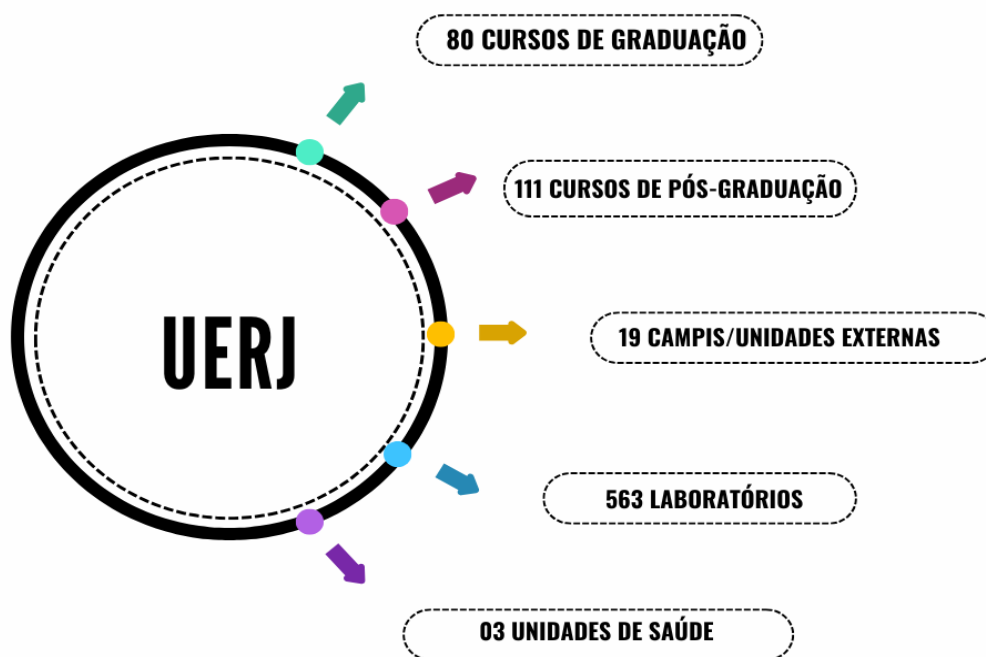 80 CURSOS DE GRADUAÇÃO
111 CURSOS DE PÓS-GRADUAÇÃO
UERJ
19 CAMPIS/UNIDADES EXTERNAS
563 LABORATÓRIOS
03 UNIDADES DE SAÚDE